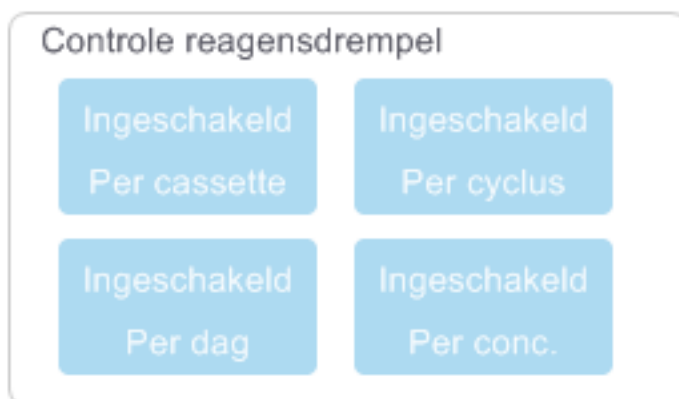 Controle reagensdrempel
Ingeschakeld
Per cassette
Ingeschakeld
Per cyclus
Ingeschakeld
Per dag
Ingeschakeld
Per conc.